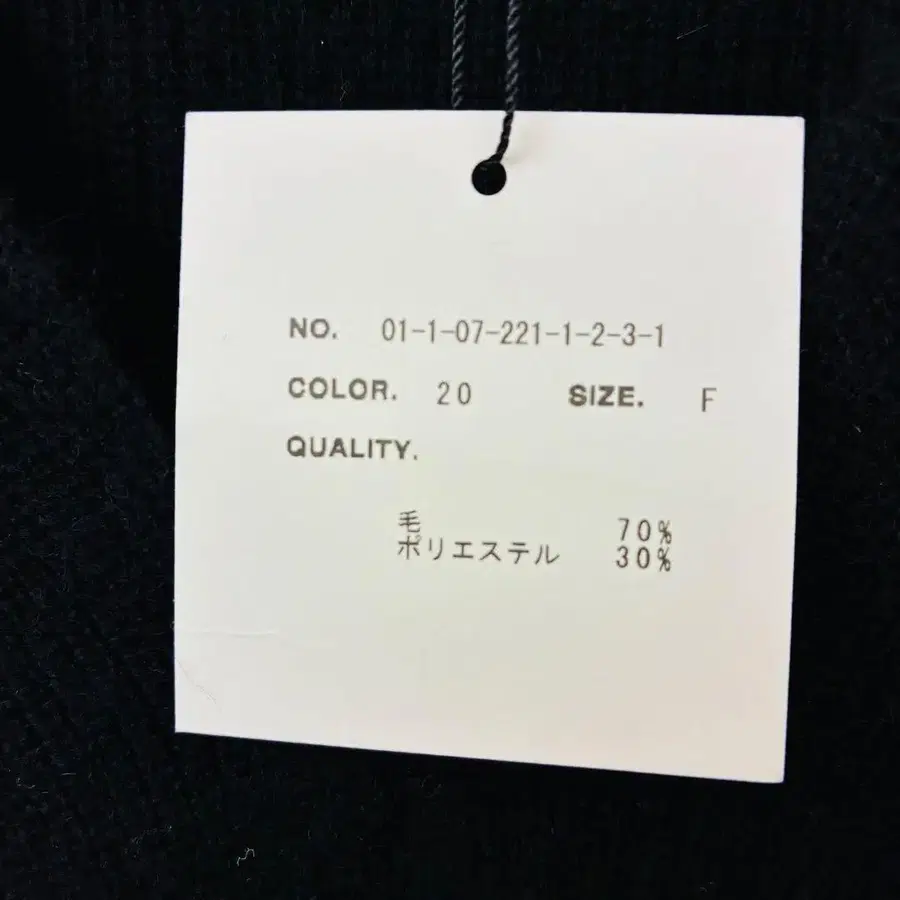 NO. 01-1-07-221-1-2-3-1
COLOR. 20 SIZE. F
QUALITY.
毛 70%
ポリエステル 30%